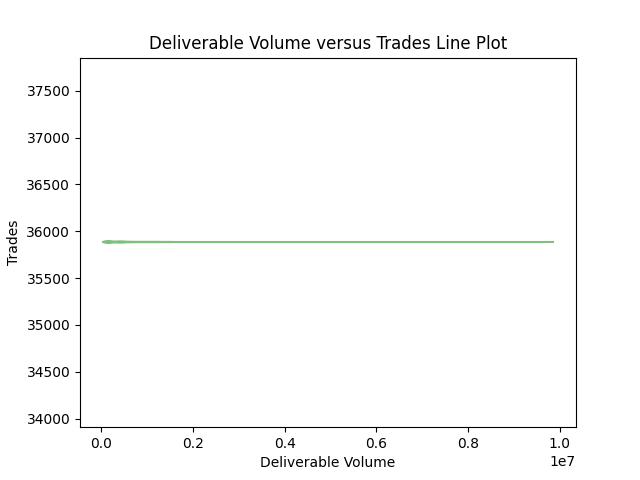 Deliverable Volume versus Trades Line Plot
Trades
37500
37000
36500
36000
35500
35000
34500
34000
0.0 0.2 0.4 0.6 0.8 1.0
1e7
Deliverable Volume